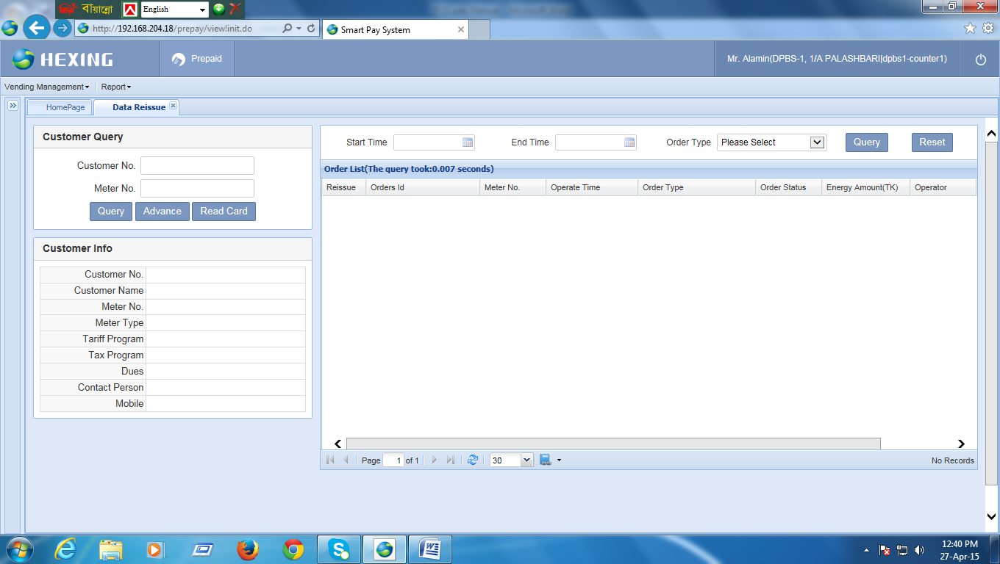 বায়ান্নো English
http://192.168.204.18/prepay/view!init.do
Smart Pay System
HEXING
Prepaid
Mr. Alamin(DPBS-1, 1/A PALASHBARI|dpbs1-counter1)
Vending Management
Report
HomePage
Data Reissue
Customer Query
Customer No.
Meter No.
Query Advance Read Card
Customer Info
Customer No.
Customer Name
Meter No.
Meter Type
Tariff Program
Tax Program
Dues
Contact Person
Mobile
Start Time End Time Order Type Please Select Query Reset
Order List(The query took:0.007 seconds)
Reissue Orders Id Meter No. Operate Time Order Type Order Status Energy Amount(TK) Operator
Page 1 of 1 30 No Records
12:40 PM
27-Apr-15